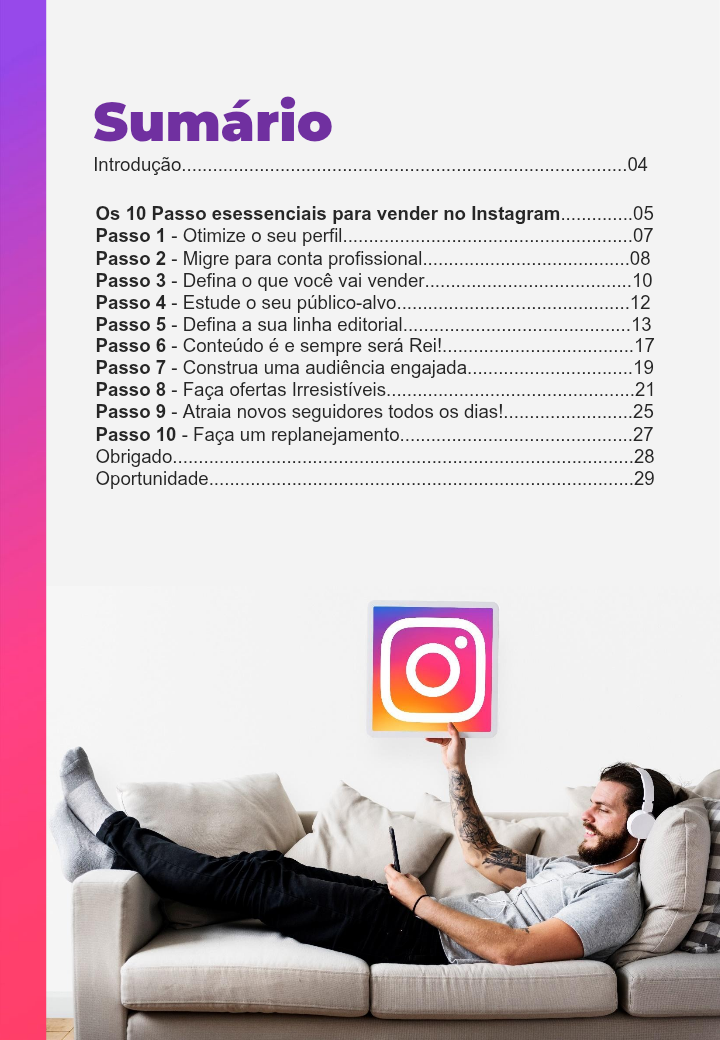 Sumário
Introdução.....................................................................................04
Os 10 Passo esessenciais para vender no Instagram..............05
Passo 1 - Otimize o seu perfil.......................................................07
Passo 2 - Migre para conta profissional........................................08
Passo 3 - Defina o que você vai vender........................................10
Passo 4 - Estude o seu público-alvo.............................................12
Passo 5 - Defina a sua linha editorial............................................13
Passo 6 - Conteúdo é e sempre será Rei!.....................................17
Passo 7 - Construa uma audiência engajada................................19
Passo 8 - Faça ofertas Irresistíveis................................................21
Passo 9 - Atraia novos seguidores todos os dias!.........................25
Passo 10 - Faça um replanejamento.............................................27
Obrigado........................................................................................28
Oportunidade.................................................................................29